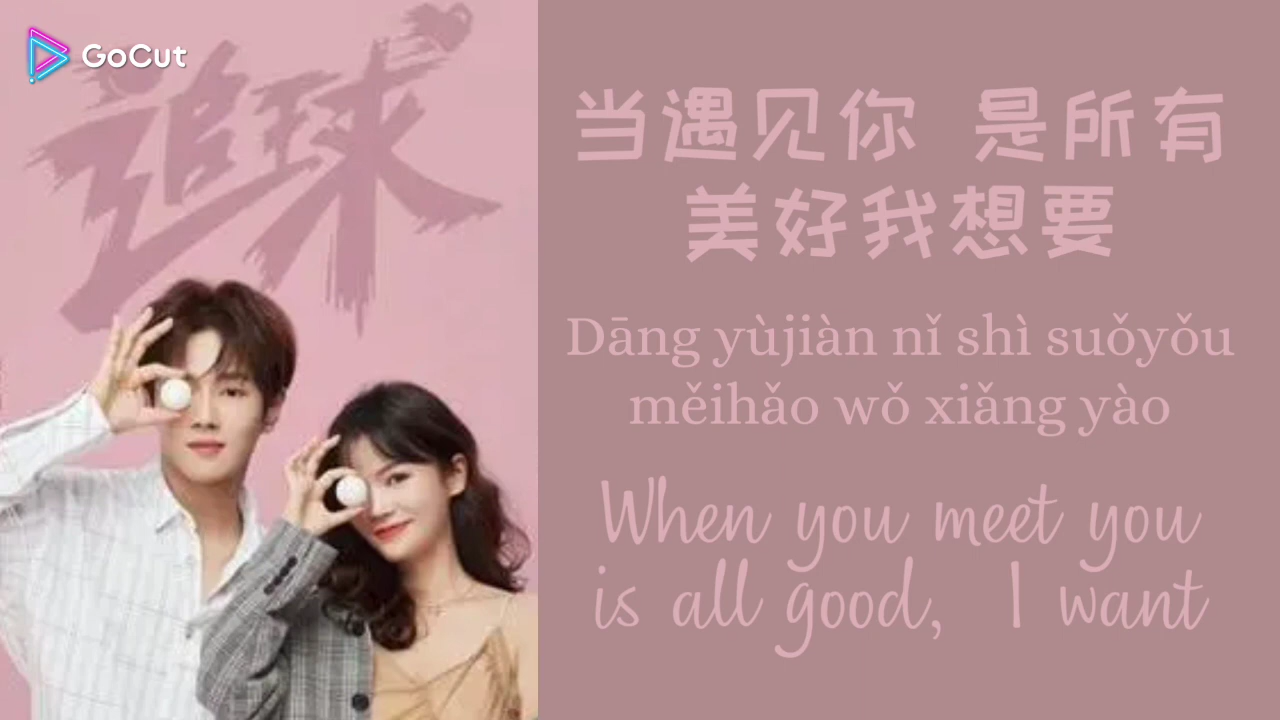 GoCut
追球
当遇见你 是所有
美好我想要
Dāng yùjiàn nǐ shì suǒyǒu
měihǎo wǒ xiǎng yào
When you meet you
is all good, I want